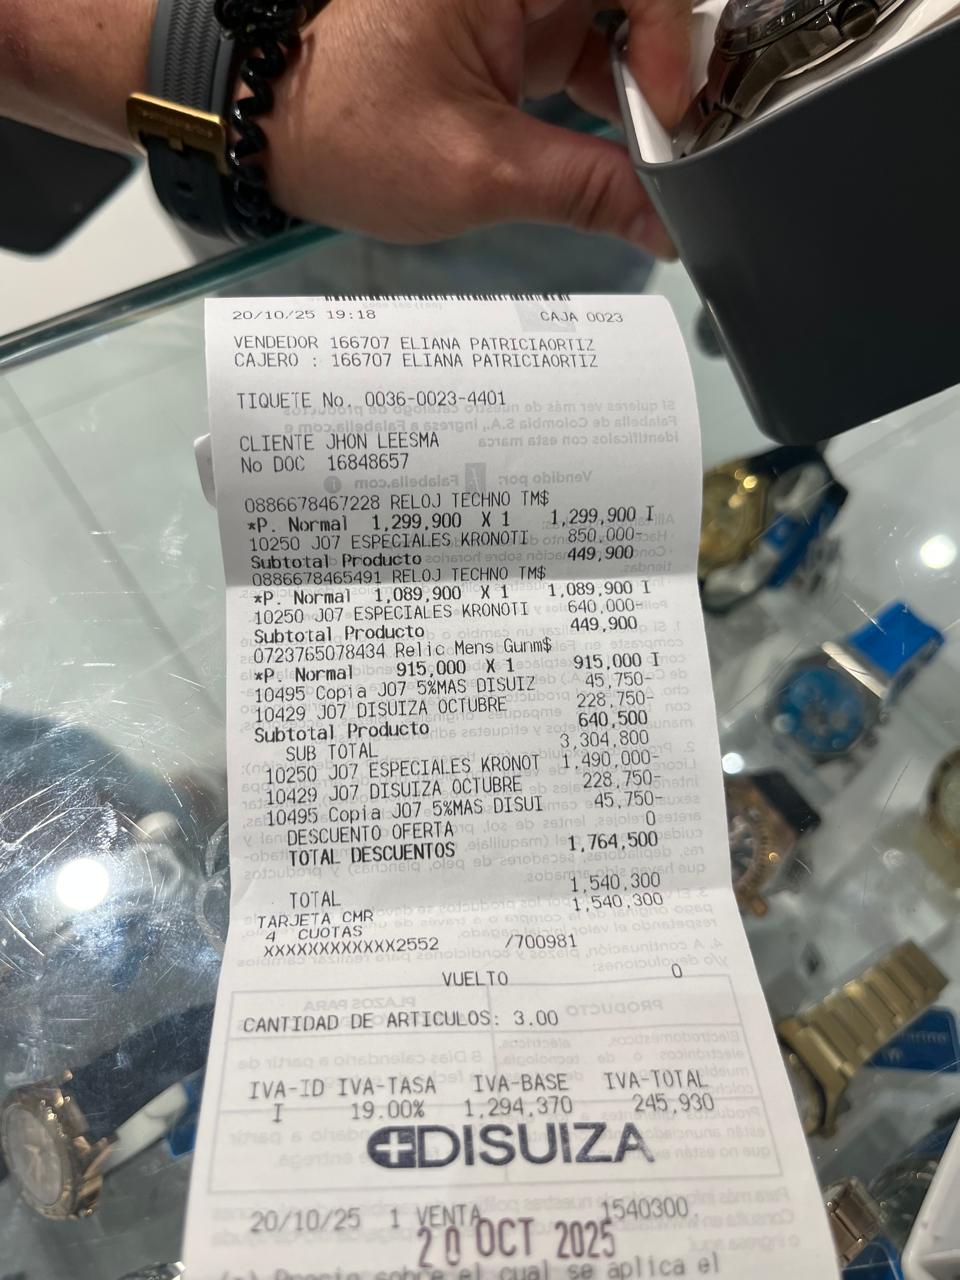 20/10/25 19:18 CAJA 0023
VENDEDOR 166707 ELIANA PATRICIAORTIZ
CAJERO : 166707 ELIANA PATRICIAORTIZ
TIQUETE No. 0036-0023-4401
CLIENTE JHON LEESMA
No DOC 16848657
0886678467228 RELOJ TECHNO TM$
*P. Normal 1,299,900 X 1 1,299,900 I
10250 J07 ESPECIALES KRONOTI 850,000-
Subtotal Producto 449,900
0886678465491 RELOJ TECHNO TM$
*P. Normal 1,089,900 X 1 1,089,900 I
10250 J07 ESPECIALES KRONOTI 640,000-
Subtotal Producto 449,900
0723765078434 Relic Mens Gunm$
*P. Normal 915,000 X 1 915,000 I
10495 Copia J07 5%MAS DISUIZ 45,750-
10429 J07 DISUIZA OCTUBRE 228,750-
Subtotal Producto 640,500
SUB TOTAL 3,304,800
10250 J07 ESPECIALES KRONOT 1,490,000-
10429 J07 DISUIZA OCTUBRE 228,750-
10495 Copia J07 5%MAS DISUI 45,750-
DESCUENTO OFERTA 0
TOTAL DESCUENTOS 1,764,500
TOTAL 1,540,300
TARJETA CMR 1,540,300
4 CUOTAS
XXXXXXXXXXXX2552 /700981
VUELTO 0
CANTIDAD DE ARTICULOS: 3.00
IVA-ID IVA-TASA IVA-BASE IVA-TOTAL
I 19.00% 1,294,370 245,930
DISUIZA
20/10/25 1 VENTA 1540300.
20 OCT 2025
Precio sobre el cual se aplica el